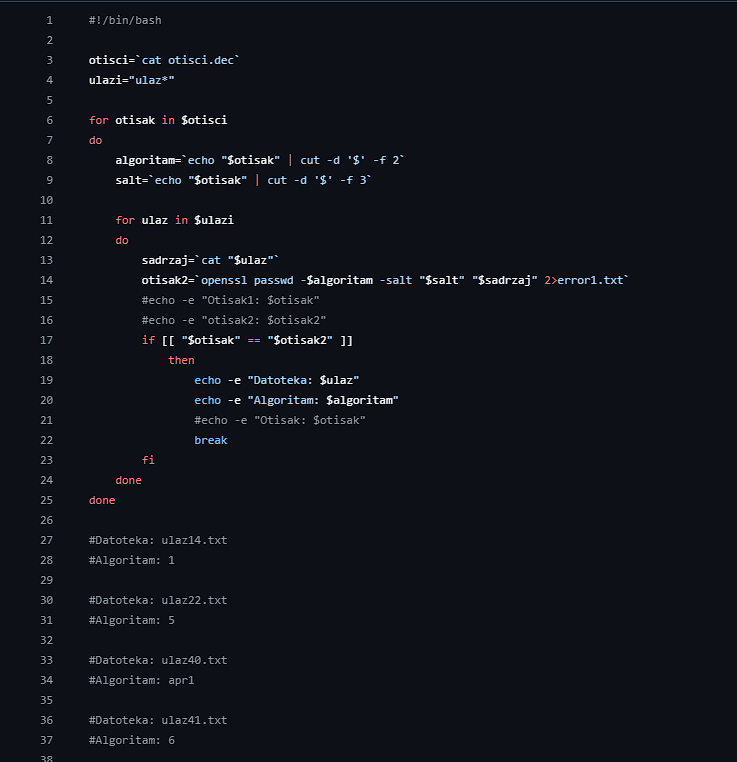 1 #!/bin/bash
2
3 otisci=`cat otisci.dec`
4 ulazi="ulaz*"
5
6 for otisak in $otisci
7 do
8     algoritam=`echo "$otisak" | cut -d '$' -f 2`
9     salt=`echo "$otisak" | cut -d '$' -f 3`
10
11     for ulaz in $ulazi
12     do
13         sadrzaj=`cat "$ulaz"`
14         otisak2=`openssl passwd -$algoritam -salt "$salt" "$sadrzaj" 2>error1.txt`
15         #echo -e "Otisak1: $otisak"
16         #echo -e "otisak2: $otisak2"
17         if [[ "$otisak" == "$otisak2" ]]
18             then
19                 echo -e "Datoteka: $ulaz"
20                 echo -e "Algoritam: $algoritam"
21                 #echo -e "Otisak: $otisak"
22                 break
23         fi
24     done
25 done
26
27 #Datoteka: ulaz14.txt
28 #Algoritam: 1
29
30 #Datoteka: ulaz22.txt
31 #Algoritam: 5
32
33 #Datoteka: ulaz40.txt
34 #Algoritam: apr1
35
36 #Datoteka: ulaz41.txt
37 #Algoritam: 6
38